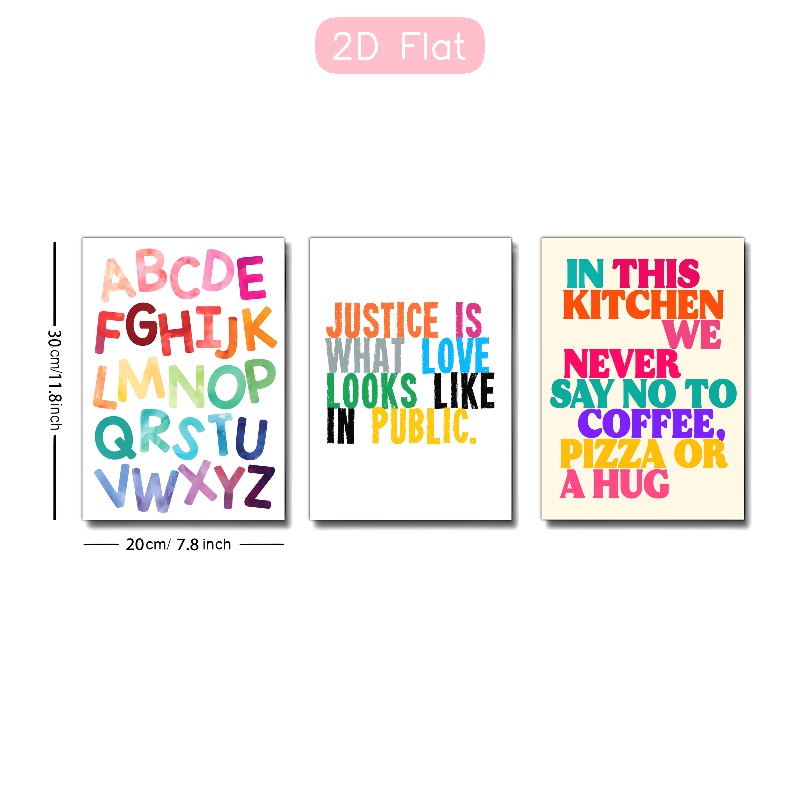 2D Flat
ABCDE
FGHIJK
LMNOP
QRSTU
VWXYZ
30cm/11.8inch
20cm/ 7.8 inch
JUSTICE IS
WHAT LOVE
LOOKS LIKE
IN PUBLIC.
IN THIS
KITCHEN
WE
NEVER
SAY NO TO
COFFEE,
PIZZA OR
A HUG